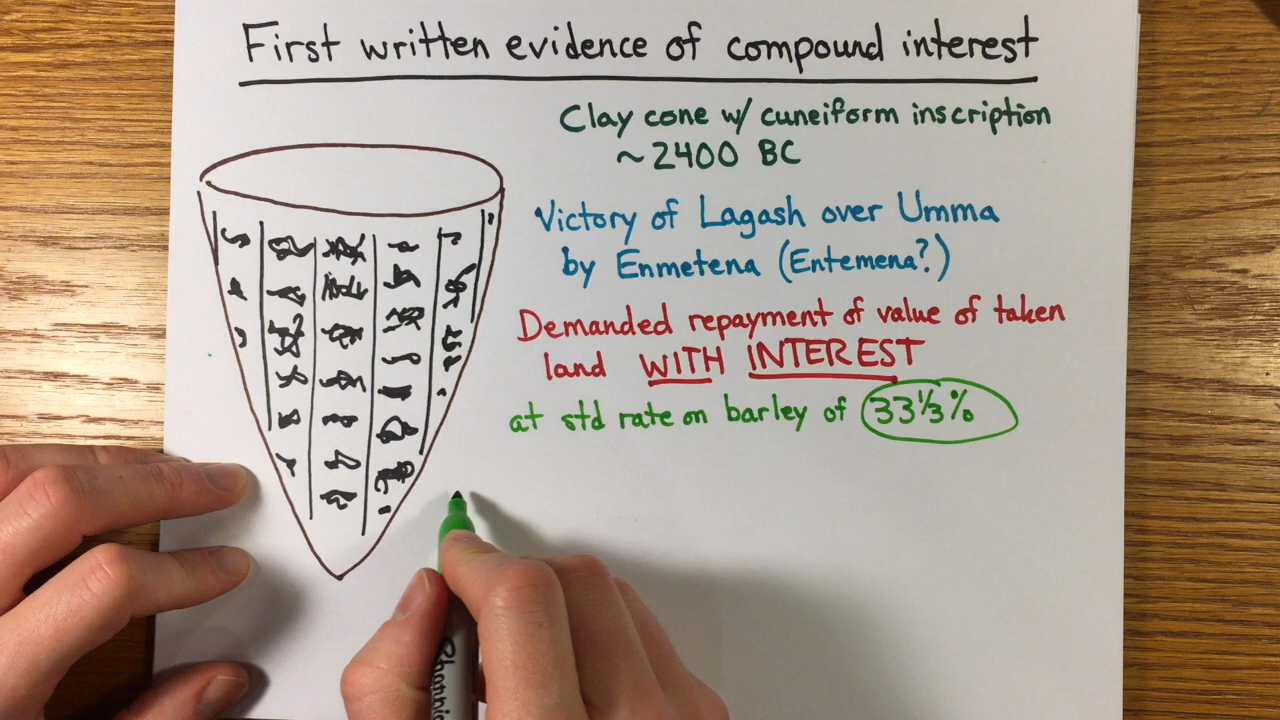 First written evidence of compound interest
Clay cone w/ cuneiform inscription
~2400 BC
Victory of Lagash over Umma
by Enmetena (Entemena?)
Demanded repayment of value of taken
land WITH INTEREST
at std rate on barley of 33⅓%